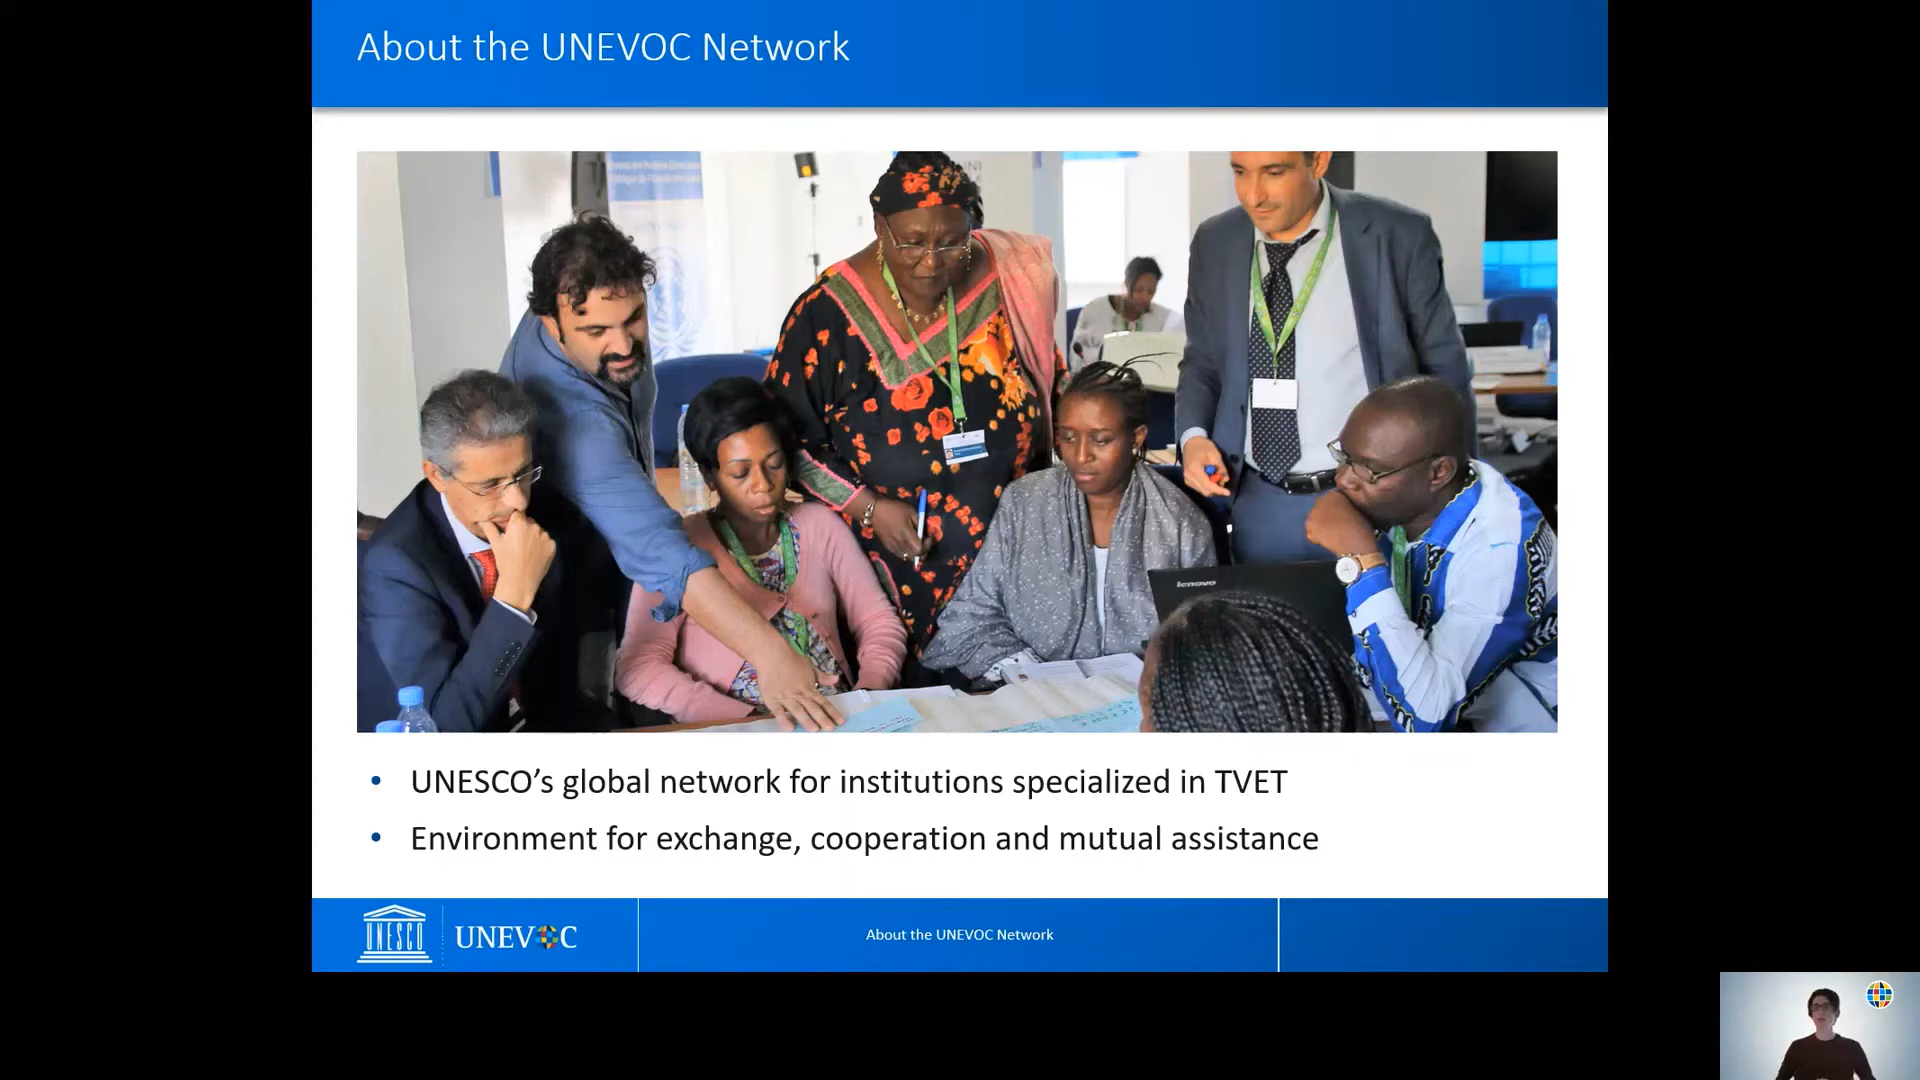 About the UNEVOC Network
lenovo
UNESCO’s global network for institutions specialized in TVET
Environment for exchange, cooperation and mutual assistance
UNESCO
UNEVOC
About the UNEVOC Network